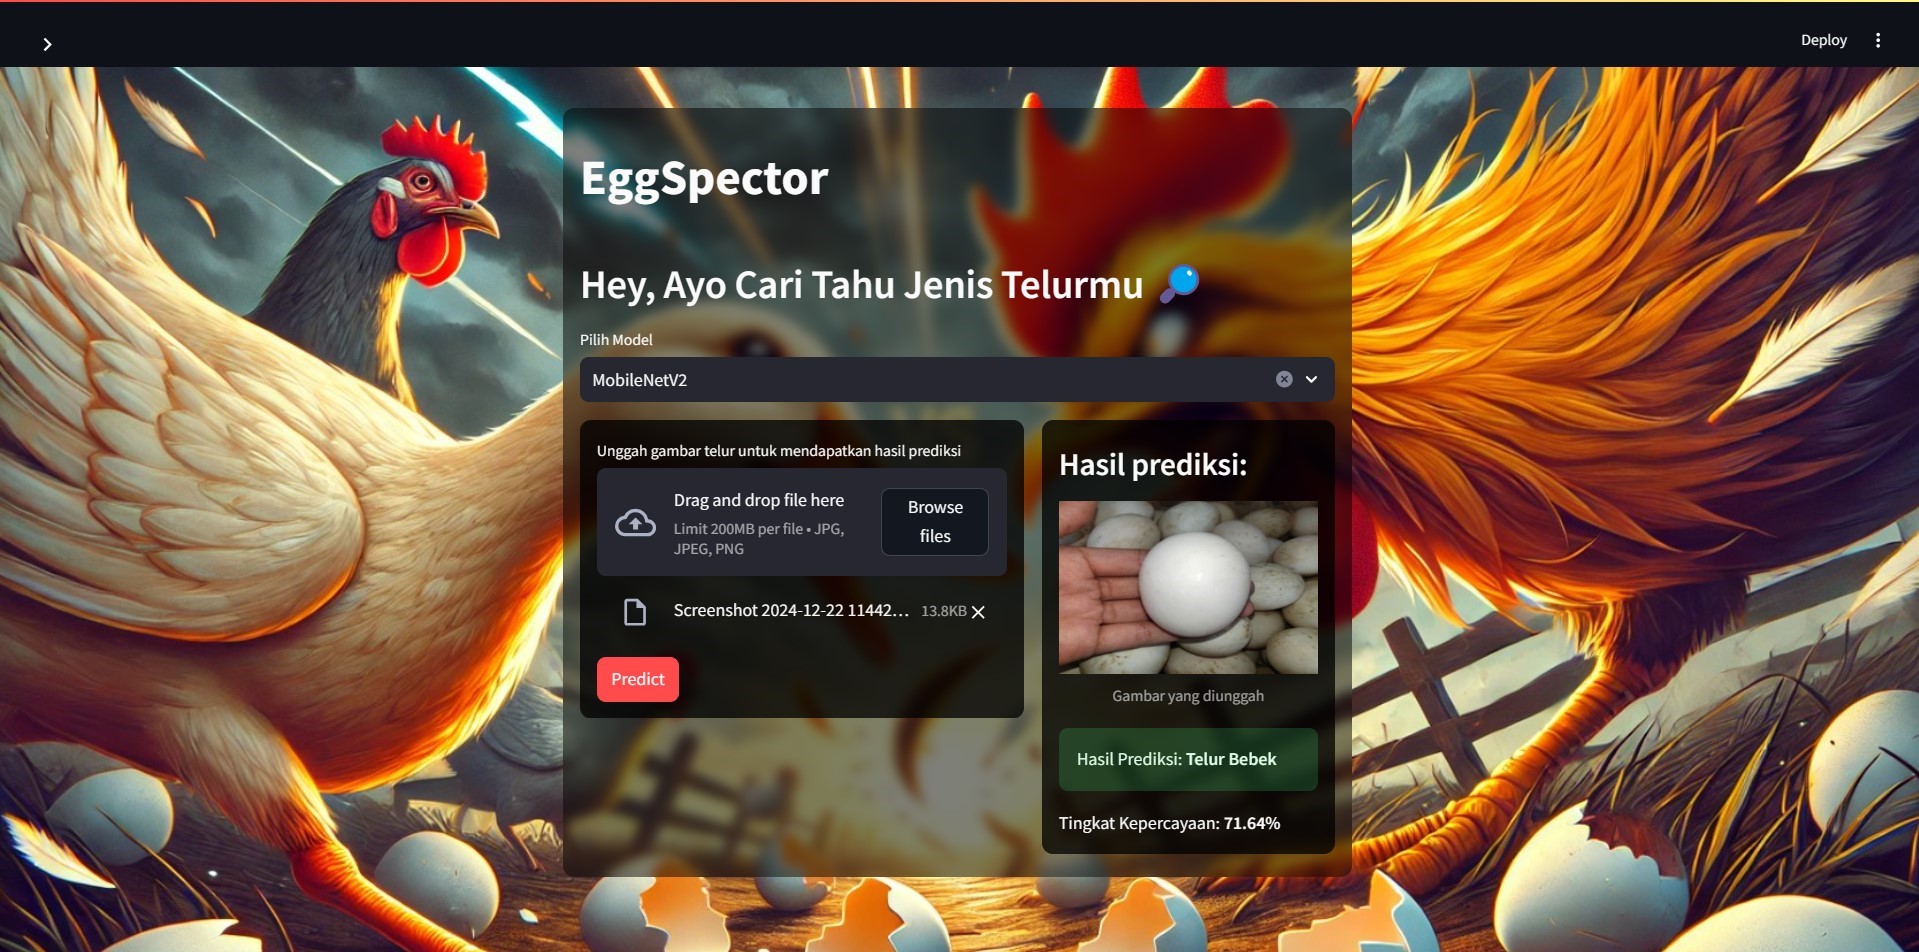 Deploy
EggSpector
Hey, Ayo Cari Tahu Jenis Telurmu
Pilih Model
MobileNetV2
Unggah gambar telur untuk mendapatkan hasil prediksi
Drag and drop file here
Limit 200MB per file • JPG,
JPEG, PNG
Browse
files
Screenshot 2024-12-22 11442... 13.8KB
Predict
Hasil prediksi:
Gambar yang diunggah
Hasil Prediksi: Telur Bebek
Tingkat Kepercayaan: 71.64%